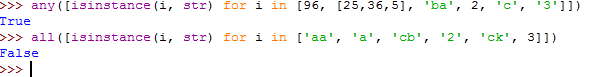 >>> any([isinstance(i, str) for i in [96, [25,36,5], 'ba', 2, 'c', '3']])
True
>>> all([isinstance(i, str) for i in ['aa', 'a', 'cb', '2', 'ck', 3]])
False
>>>